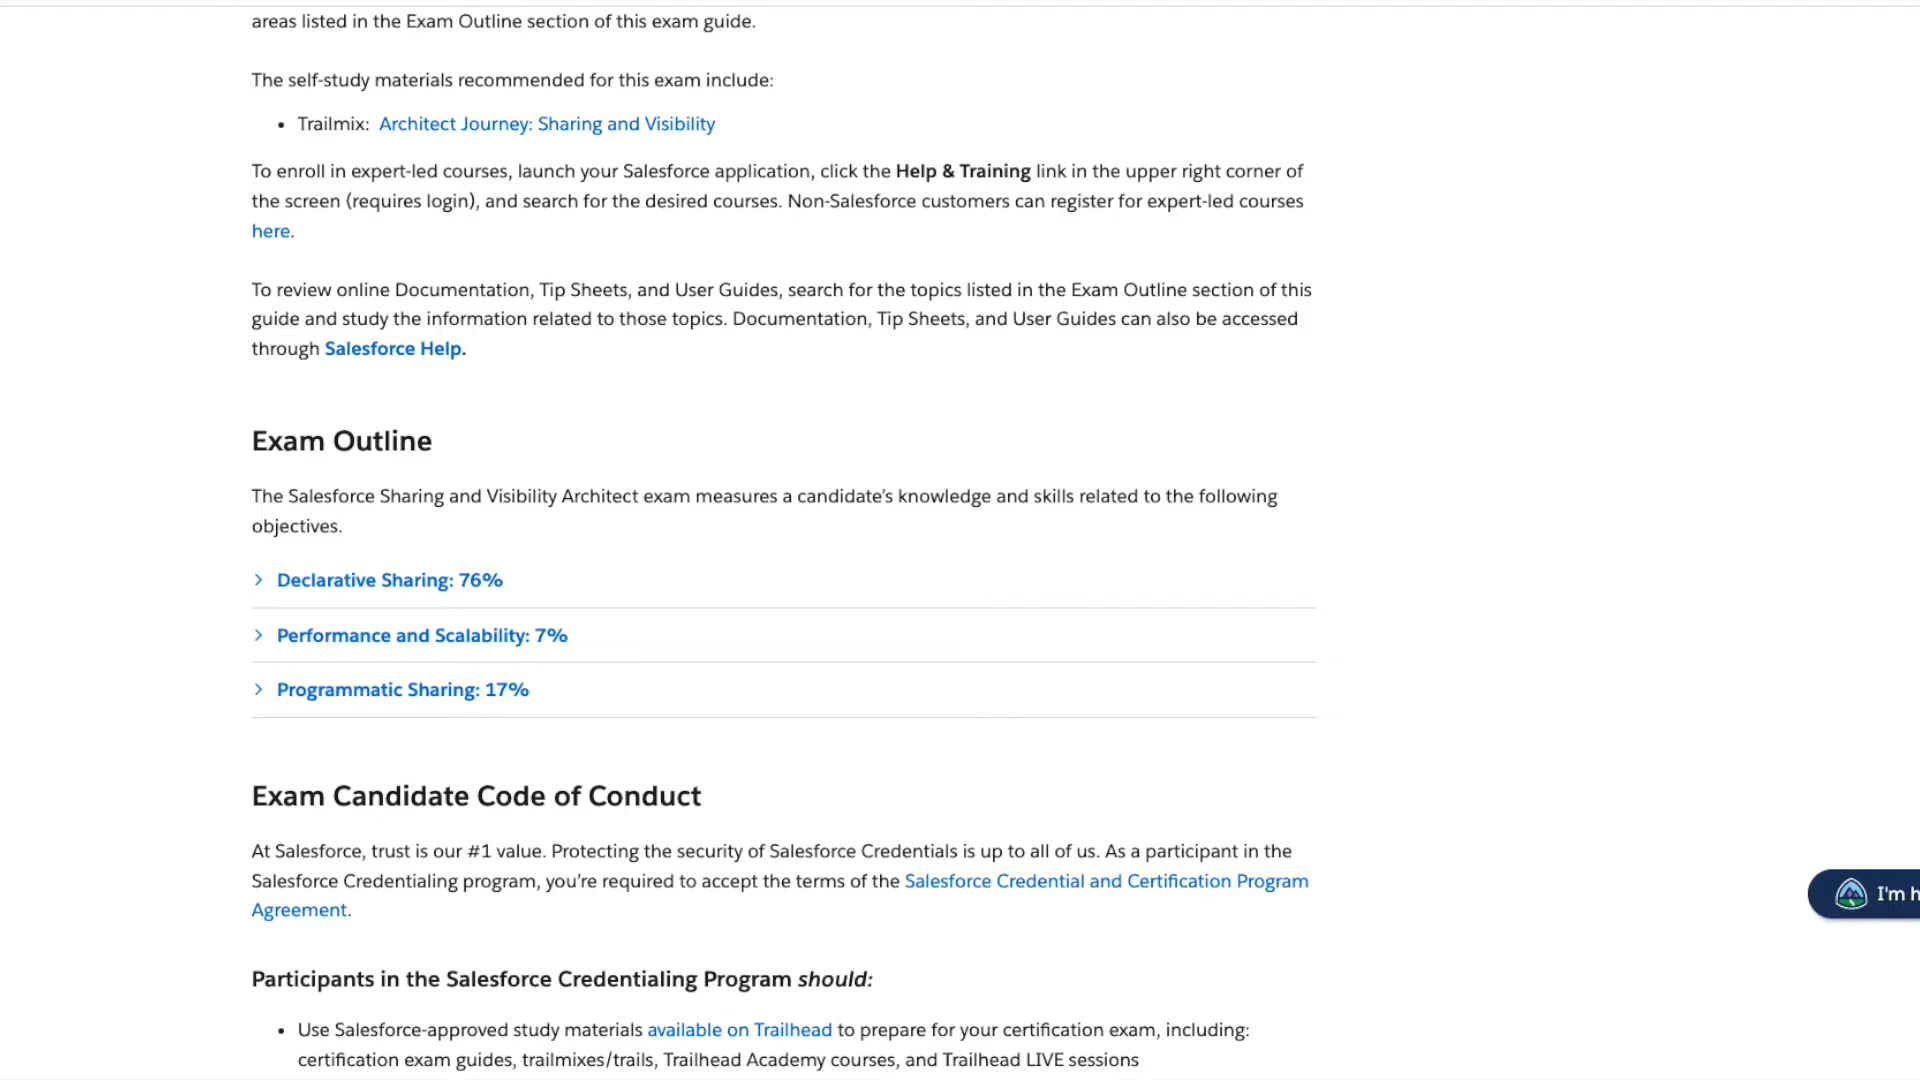 areas listed in the Exam Outline section of this exam guide.
The self-study materials recommended for this exam include:
• Trailmix: Architect Journey: Sharing and Visibility
To enroll in expert-led courses, launch your Salesforce application, click the Help & Training link in the upper right corner of
the screen (requires login), and search for the desired courses. Non-Salesforce customers can register for expert-led courses
here.
To review online Documentation, Tip Sheets, and User Guides, search for the topics listed in the Exam Outline section of this
guide and study the information related to those topics. Documentation, Tip Sheets, and User Guides can also be accessed
through Salesforce Help.
Exam Outline
The Salesforce Sharing and Visibility Architect exam measures a candidate’s knowledge and skills related to the following
objectives.
Declarative Sharing: 76%
Performance and Scalability: 7%
Programmatic Sharing: 17%
Exam Candidate Code of Conduct
At Salesforce, trust is our #1 value. Protecting the security of Salesforce Credentials is up to all of us. As a participant in the
Salesforce Credentialing program, you’re required to accept the terms of the Salesforce Credential and Certification Program
Agreement.
I'm h
Participants in the Salesforce Credentialing Program should:
• Use Salesforce-approved study materials available on Trailhead to prepare for your certification exam, including:
certification exam guides, trailmixes/trails, Trailhead Academy courses, and Trailhead LIVE sessions